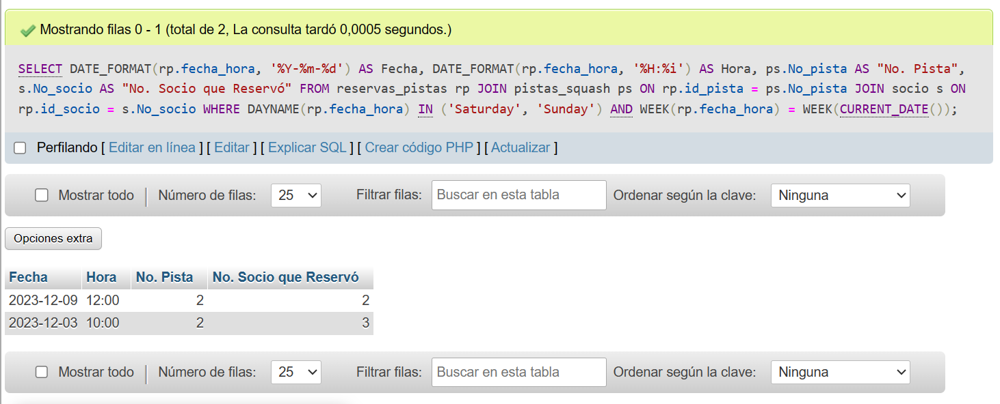 Mostrando filas 0 - 1 (total de 2, La consulta tardó 0,0005 segundos.)
SELECT DATE_FORMAT(rp.fecha_hora, '%Y-%m-%d') AS Fecha, DATE_FORMAT(rp.fecha_hora, '%H:%i') AS Hora, ps.No_pista AS "No. Pista",
s.No_socio AS "No. Socio que Reservó" FROM reservas_pistas rp JOIN pistas_squash ps ON rp.id_pista = ps.No_pista JOIN socio s ON
rp.id_socio = s.No_socio WHERE DAYNAME(rp.fecha_hora) IN ('Saturday', 'Sunday') AND WEEK(rp.fecha_hora) = WEEK(CURRENT_DATE());
Perfilando [ Editar en línea ] [ Editar ] [ Explicar SQL ] [ Crear código PHP ] [ Actualizar ]
Mostrar todo | Número de filas: 25 Filtrar filas: Buscar en esta tabla Ordenar según la clave: Ninguna
Opciones extra
Fecha Hora No. Pista No. Socio que Reservó
2023-12-09 12:00 2 2
2023-12-03 10:00 2 3
Mostrar todo | Número de filas: 25 Filtrar filas: Buscar en esta tabla Ordenar según la clave: Ninguna